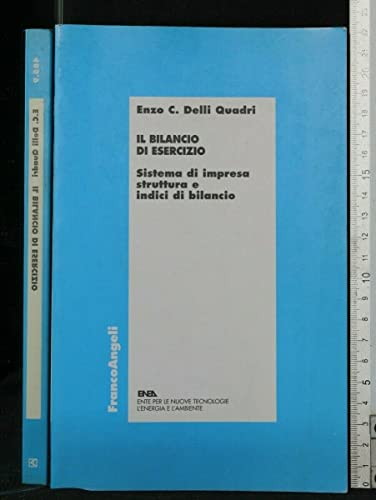 E.C. Delli Quadri IL BILANCIO DI ESERCIZIO
Enzo C. Delli Quadri
IL BILANCIO
DI ESERCIZIO
Sistema di impresa
struttura e
indici di bilancio
FrancoAngeli
ENEA
ENTE PER LE NUOVE TECNOLOGIE
L'ENERGIA E L'AMBIENTE